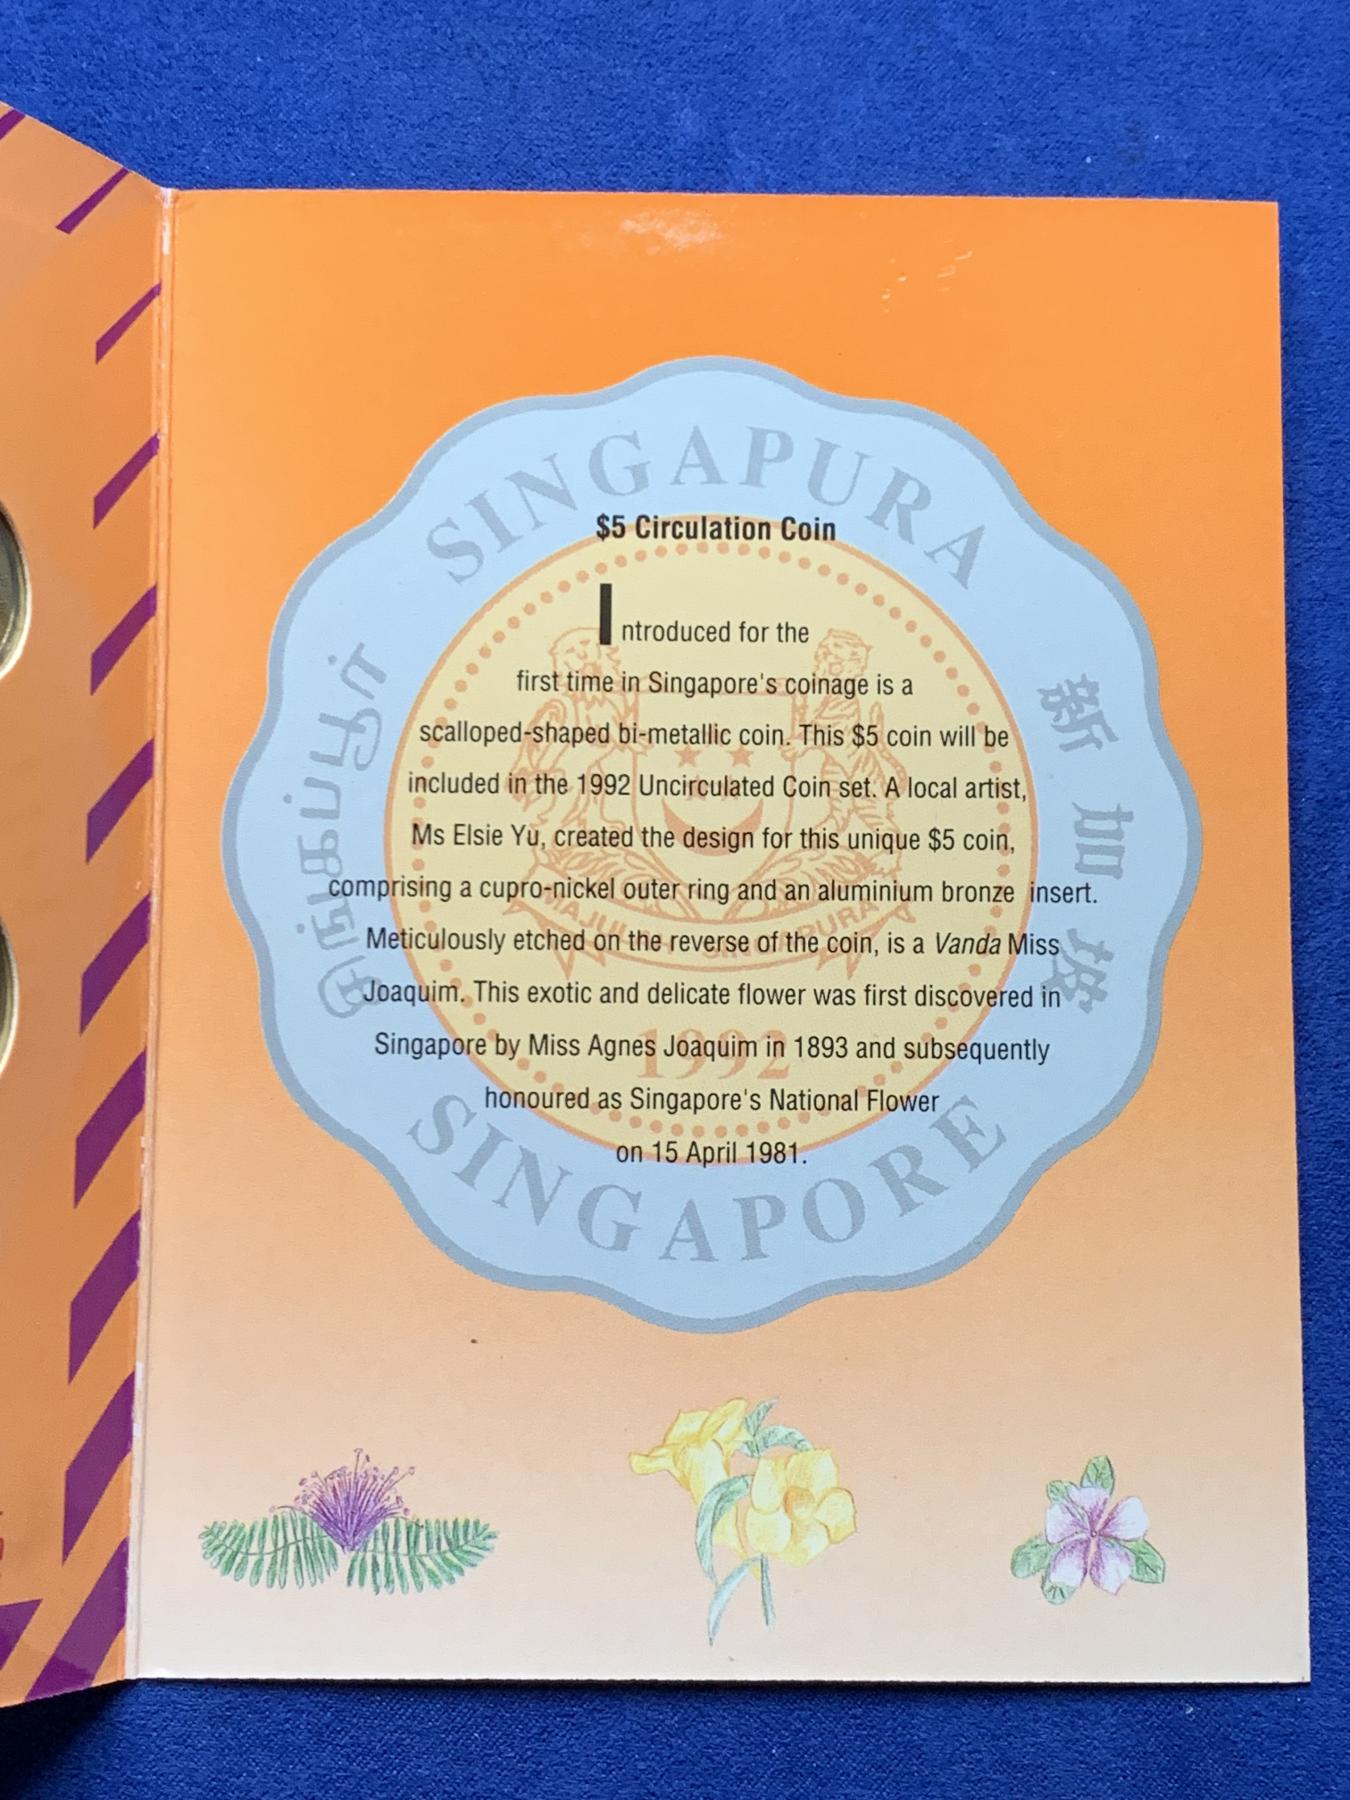 SINGAPURA
$5 Circulation Coin
Introduced for the
first time in Singapore's coinage is a
scalloped-shaped bi-metallic coin. This $5 coin will be
included in the 1992 Uncirculated Coin set. A local artist,
Ms Elsie Yu, created the design for this unique $5 coin,
comprising a cupro-nickel outer ring and an aluminium bronze insert.
Meticulously etched on the reverse of the coin, is a Vanda Miss
Joaquim. This exotic and delicate flower was first discovered in
Singapore by Miss Agnes Joaquim in 1893 and subsequently
honoured as Singapore's National Flower
on 15 April 1981.
சிங்கப்பூர்
新加坡
MAJULAH SINGAPURA
1992
SINGAPORE